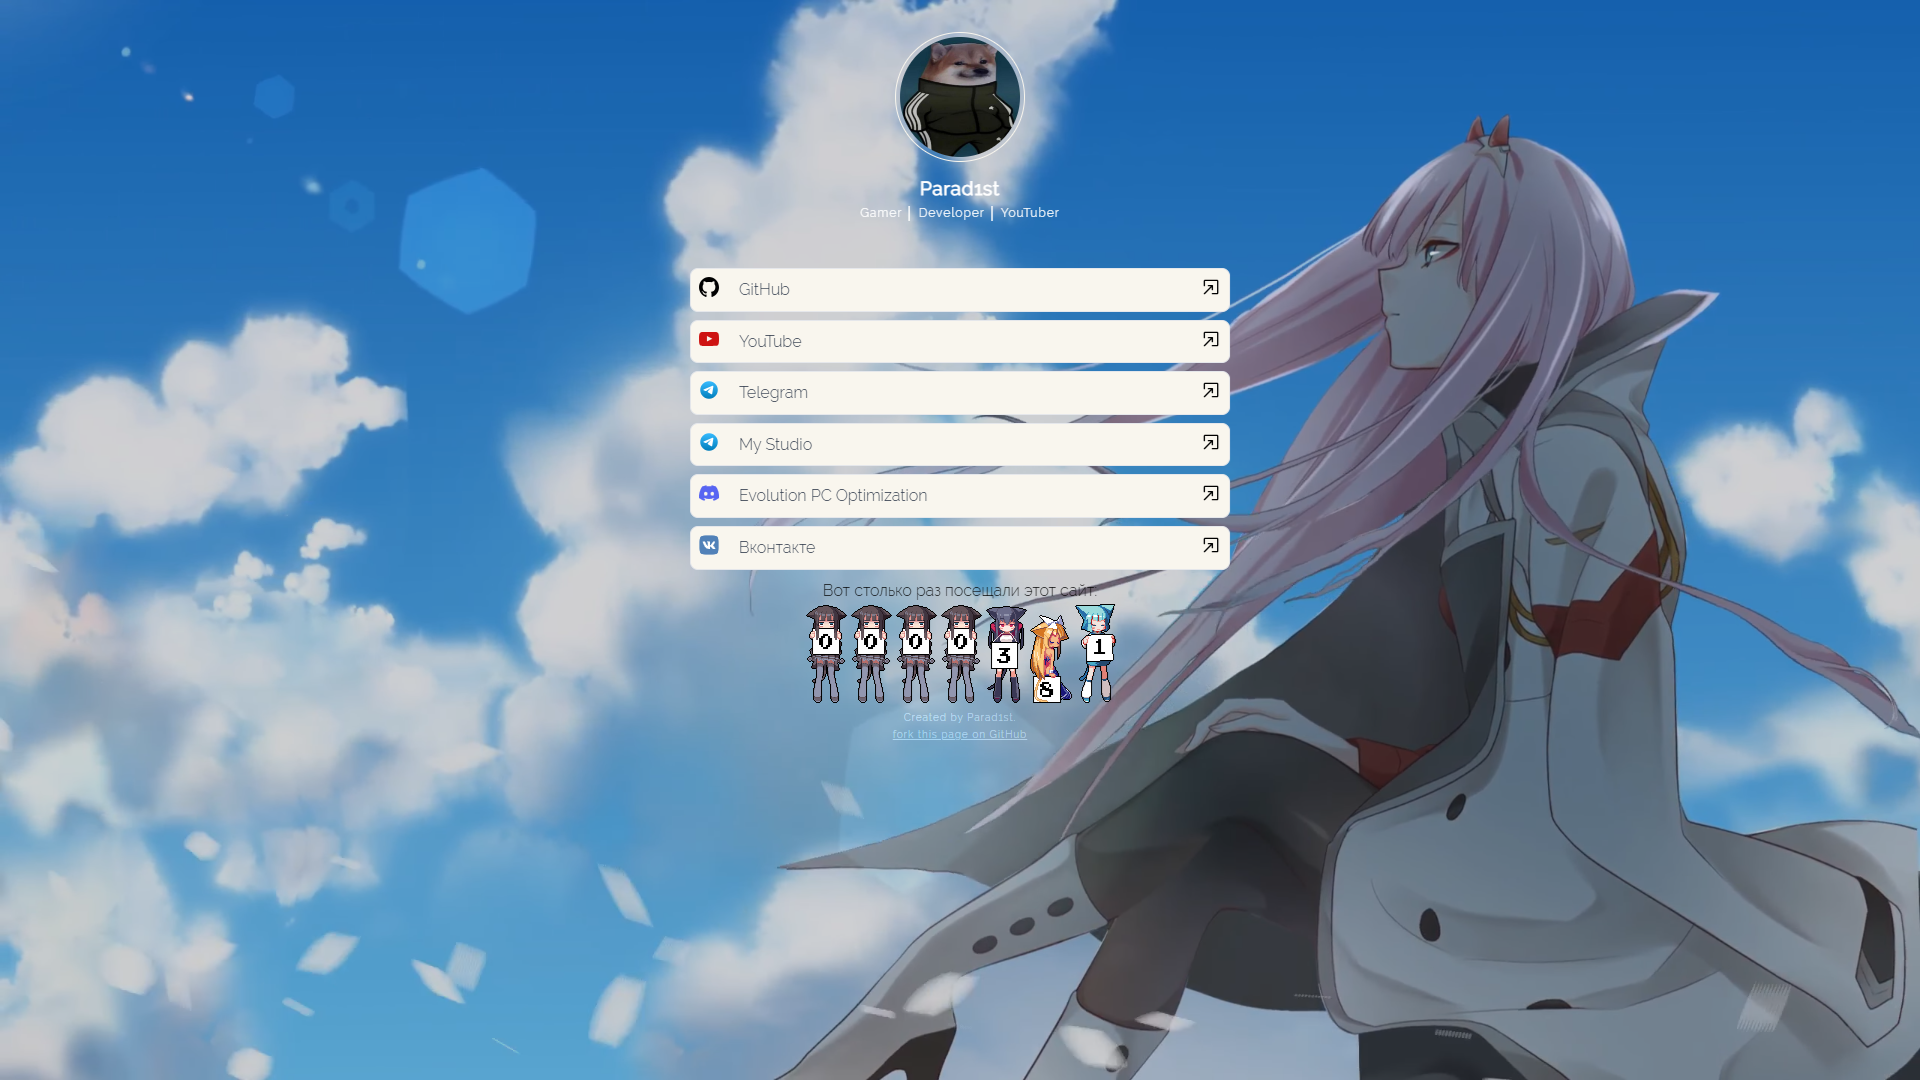 Parad1st
Gamer | Developer | YouTuber
GitHub
YouTube
Telegram
My Studio
Evolution PC Optimization
Вконтакте
Вот столько раз посещали этот сайт:
0 0 0 0 3 8 1
Created by Parad1st.
fork this page on GitHub